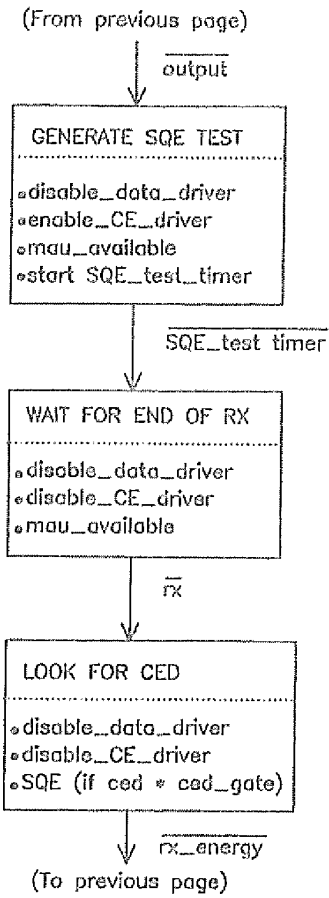 (From previous page)
output
GENERATE SQE TEST
•disable_data_driver
•enable_CE_driver
•mau_available
•start SQE_test_timer
SQE_test timer
WAIT FOR END OF RX
•disable_data_driver
•disable_CE_driver
•mau_available
rx
LOOK FOR CED
•disable_data_driver
•disable_CE_driver
•SQE (if ced * ced_gate)
rx_energy
(To previous page)